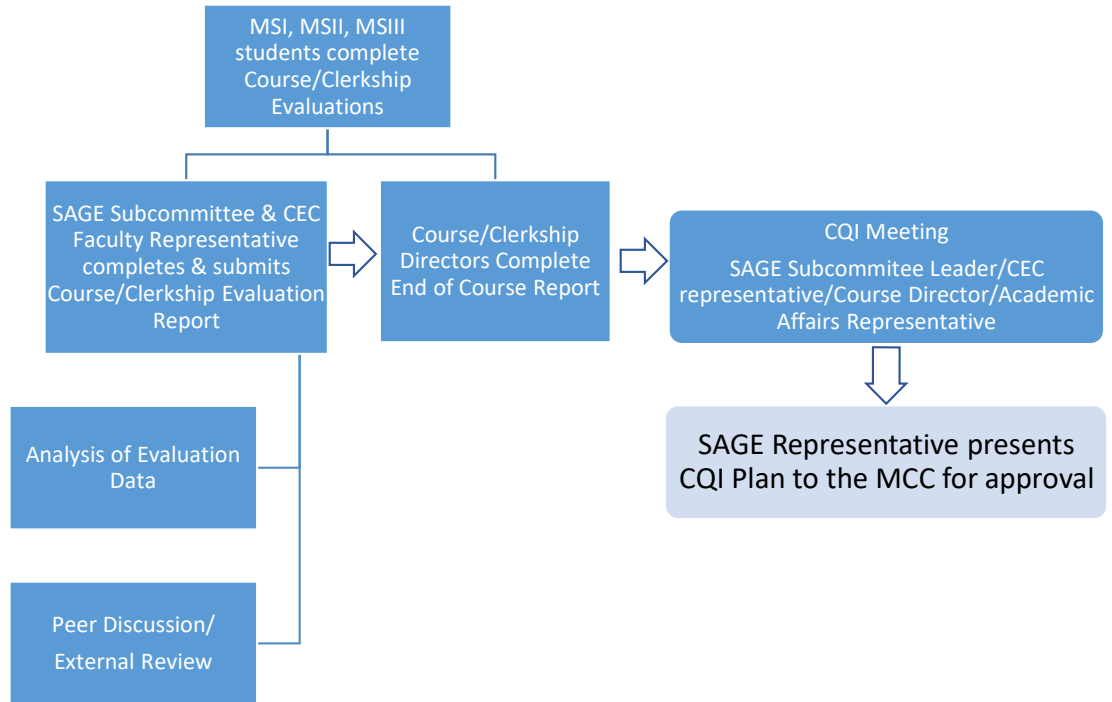 MSI, MSII, MSIII
students complete
Course/Clerkship
Evaluations
SAGE Subcommittee & CEC
Faculty Representative
completes & submits
Course/Clerkship Evaluation
Report
Course/Clerkship
Directors Complete
End of Course Report
CQI Meeting
SAGE Subcommitee Leader/CEC
representative/Course Director/Academic
Affairs Representative
SAGE Representative presents
CQI Plan to the MCC for approval
Analysis of Evaluation
Data
Peer Discussion/
External Review